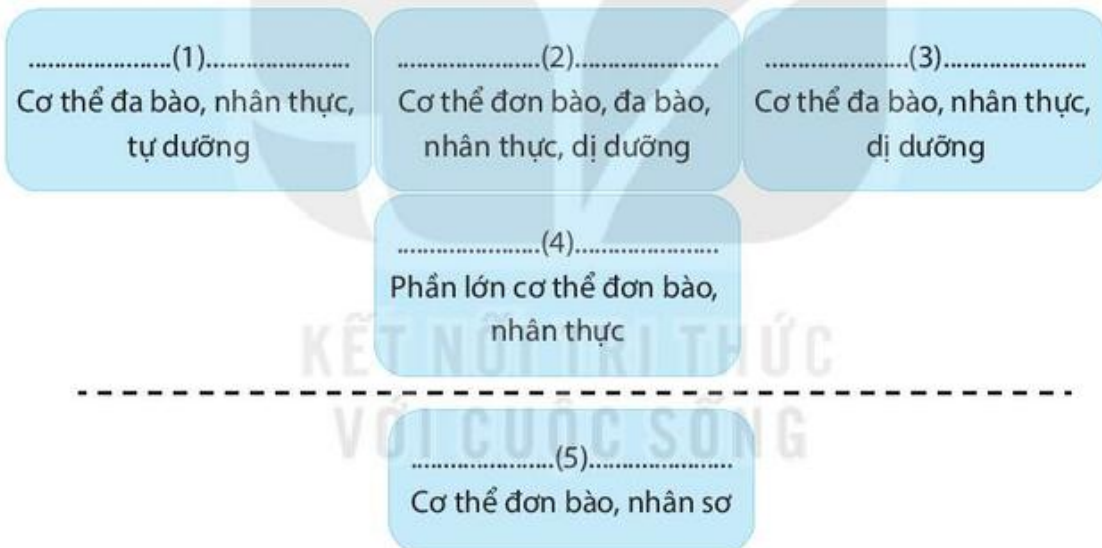 ......................(1)......................
Cơ thể đa bào, nhân thực,
tự dưỡng
......................(2)......................
Cơ thể đơn bào, đa bào,
nhân thực, dị dưỡng
......................(3)......................
Cơ thể đa bào, nhân thực,
dị dưỡng
......................(4)......................
Phần lớn cơ thể đơn bào,
nhân thực
KẾT NỐI TRI THỨC
VỚI CUỘC SỐNG
......................(5)......................
Cơ thể đơn bào, nhân sơ